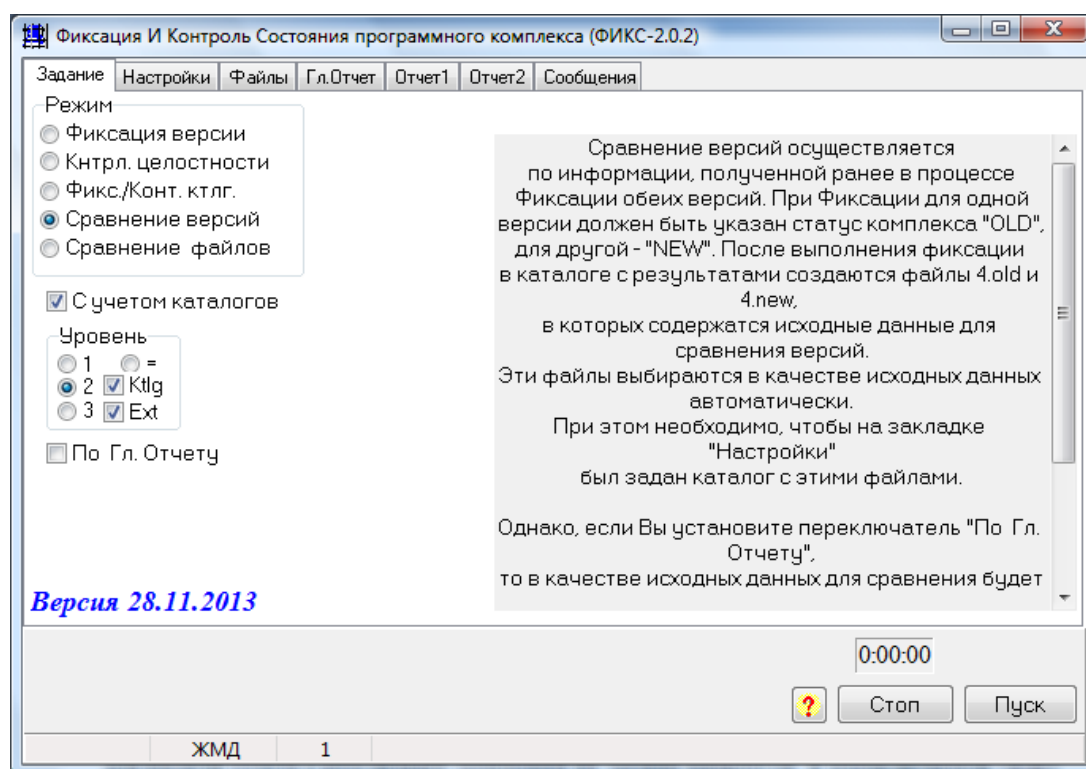 Фиксация И Контроль Состояния программного комплекса (ФИКС-2.0.2)
Задание Настройки Файлы Гл.Отчет Отчет1 Отчет2 Сообщения
Режим
Фиксация версии
Кнтрл. целостности
Фикс./Конт. ктлг.
Сравнение версий
Сравнение файлов
С учетом каталогов
Уровень
1 =
2 Ktlg
3 Ext
По Гл. Отчету
Версия 28.11.2013
Сравнение версий осуществляется
по информации, полученной ранее в процессе
Фиксации обеих версий. При Фиксации для одной
версии должен быть указан статус комплекса "OLD",
для другой - "NEW". После выполнения фиксации
в каталоге с результатами создаются файлы 4.old и
4.new,
в которых содержатся исходные данные для
сравнения версий.
Эти файлы выбираются в качестве исходных данных
автоматически.
При этом необходимо, чтобы на закладке
"Настройки"
был задан каталог с этими файлами.
Однако, если Вы установите переключатель "По Гл.
Отчету",
то в качестве исходных данных для сравнения будет
0:00:00
? Стоп Пуск
ЖМД 1